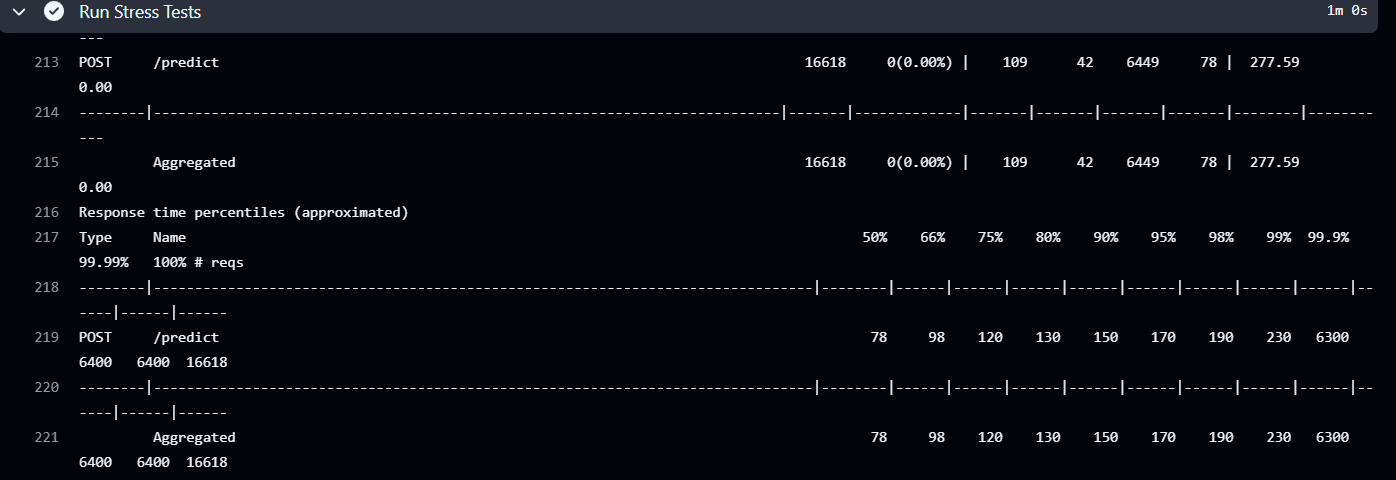 Run Stress Tests 1m 0s
---
213 POST /predict 16618 0(0.00%) | 109 42 6449 78 | 277.59
0.00
214 --------|----------------------------------------------------------------------------|-------|-------------|-------|-------|-------|-------|--------|--------
---
215 Aggregated 16618 0(0.00%) | 109 42 6449 78 | 277.59
0.00
216 Response time percentiles (approximated)
217 Type Name 50% 66% 75% 80% 90% 95% 98% 99% 99.9%
99.99% 100% # reqs
218 --------|--------------------------------------------------------------------------------|--------|------|------|------|------|------|------|------|------|--
----|------|------
219 POST /predict 78 98 120 130 150 170 190 230 6300
6400 6400 16618
220 --------|--------------------------------------------------------------------------------|--------|------|------|------|------|------|------|------|------|--
----|------|------
221 Aggregated 78 98 120 130 150 170 190 230 6300
6400 6400 16618